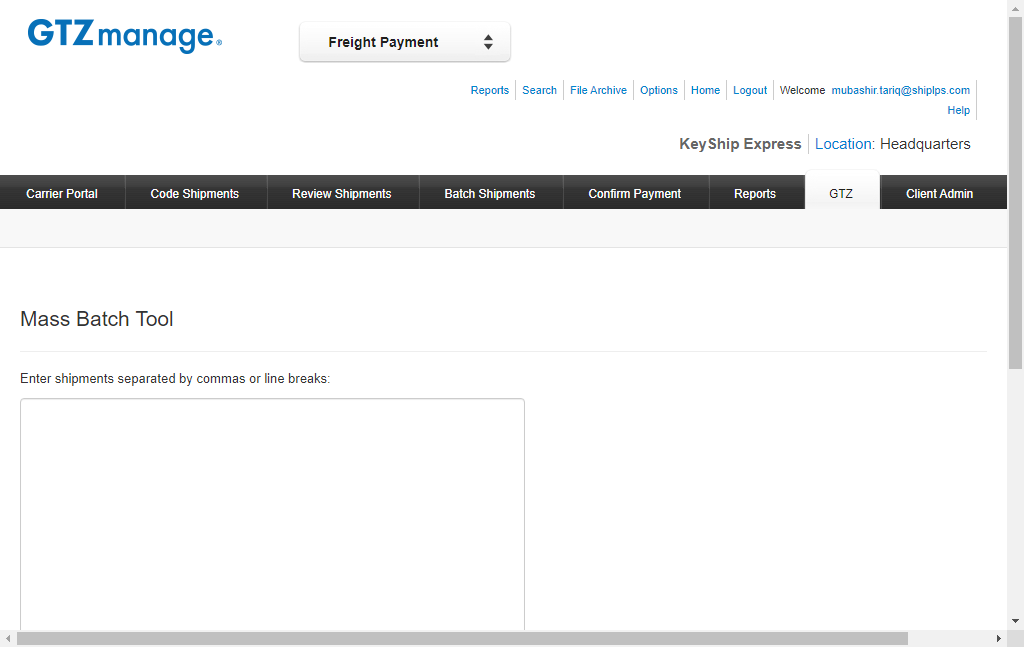 GTZmanage®
Freight Payment
Reports Search File Archive Options Home Logout Welcome mubashir.tariq@shiplps.com
Help
KeyShip Express Location: Headquarters
Carrier Portal Code Shipments Review Shipments Batch Shipments Confirm Payment Reports GTZ Client Admin
Mass Batch Tool
Enter shipments separated by commas or line breaks: